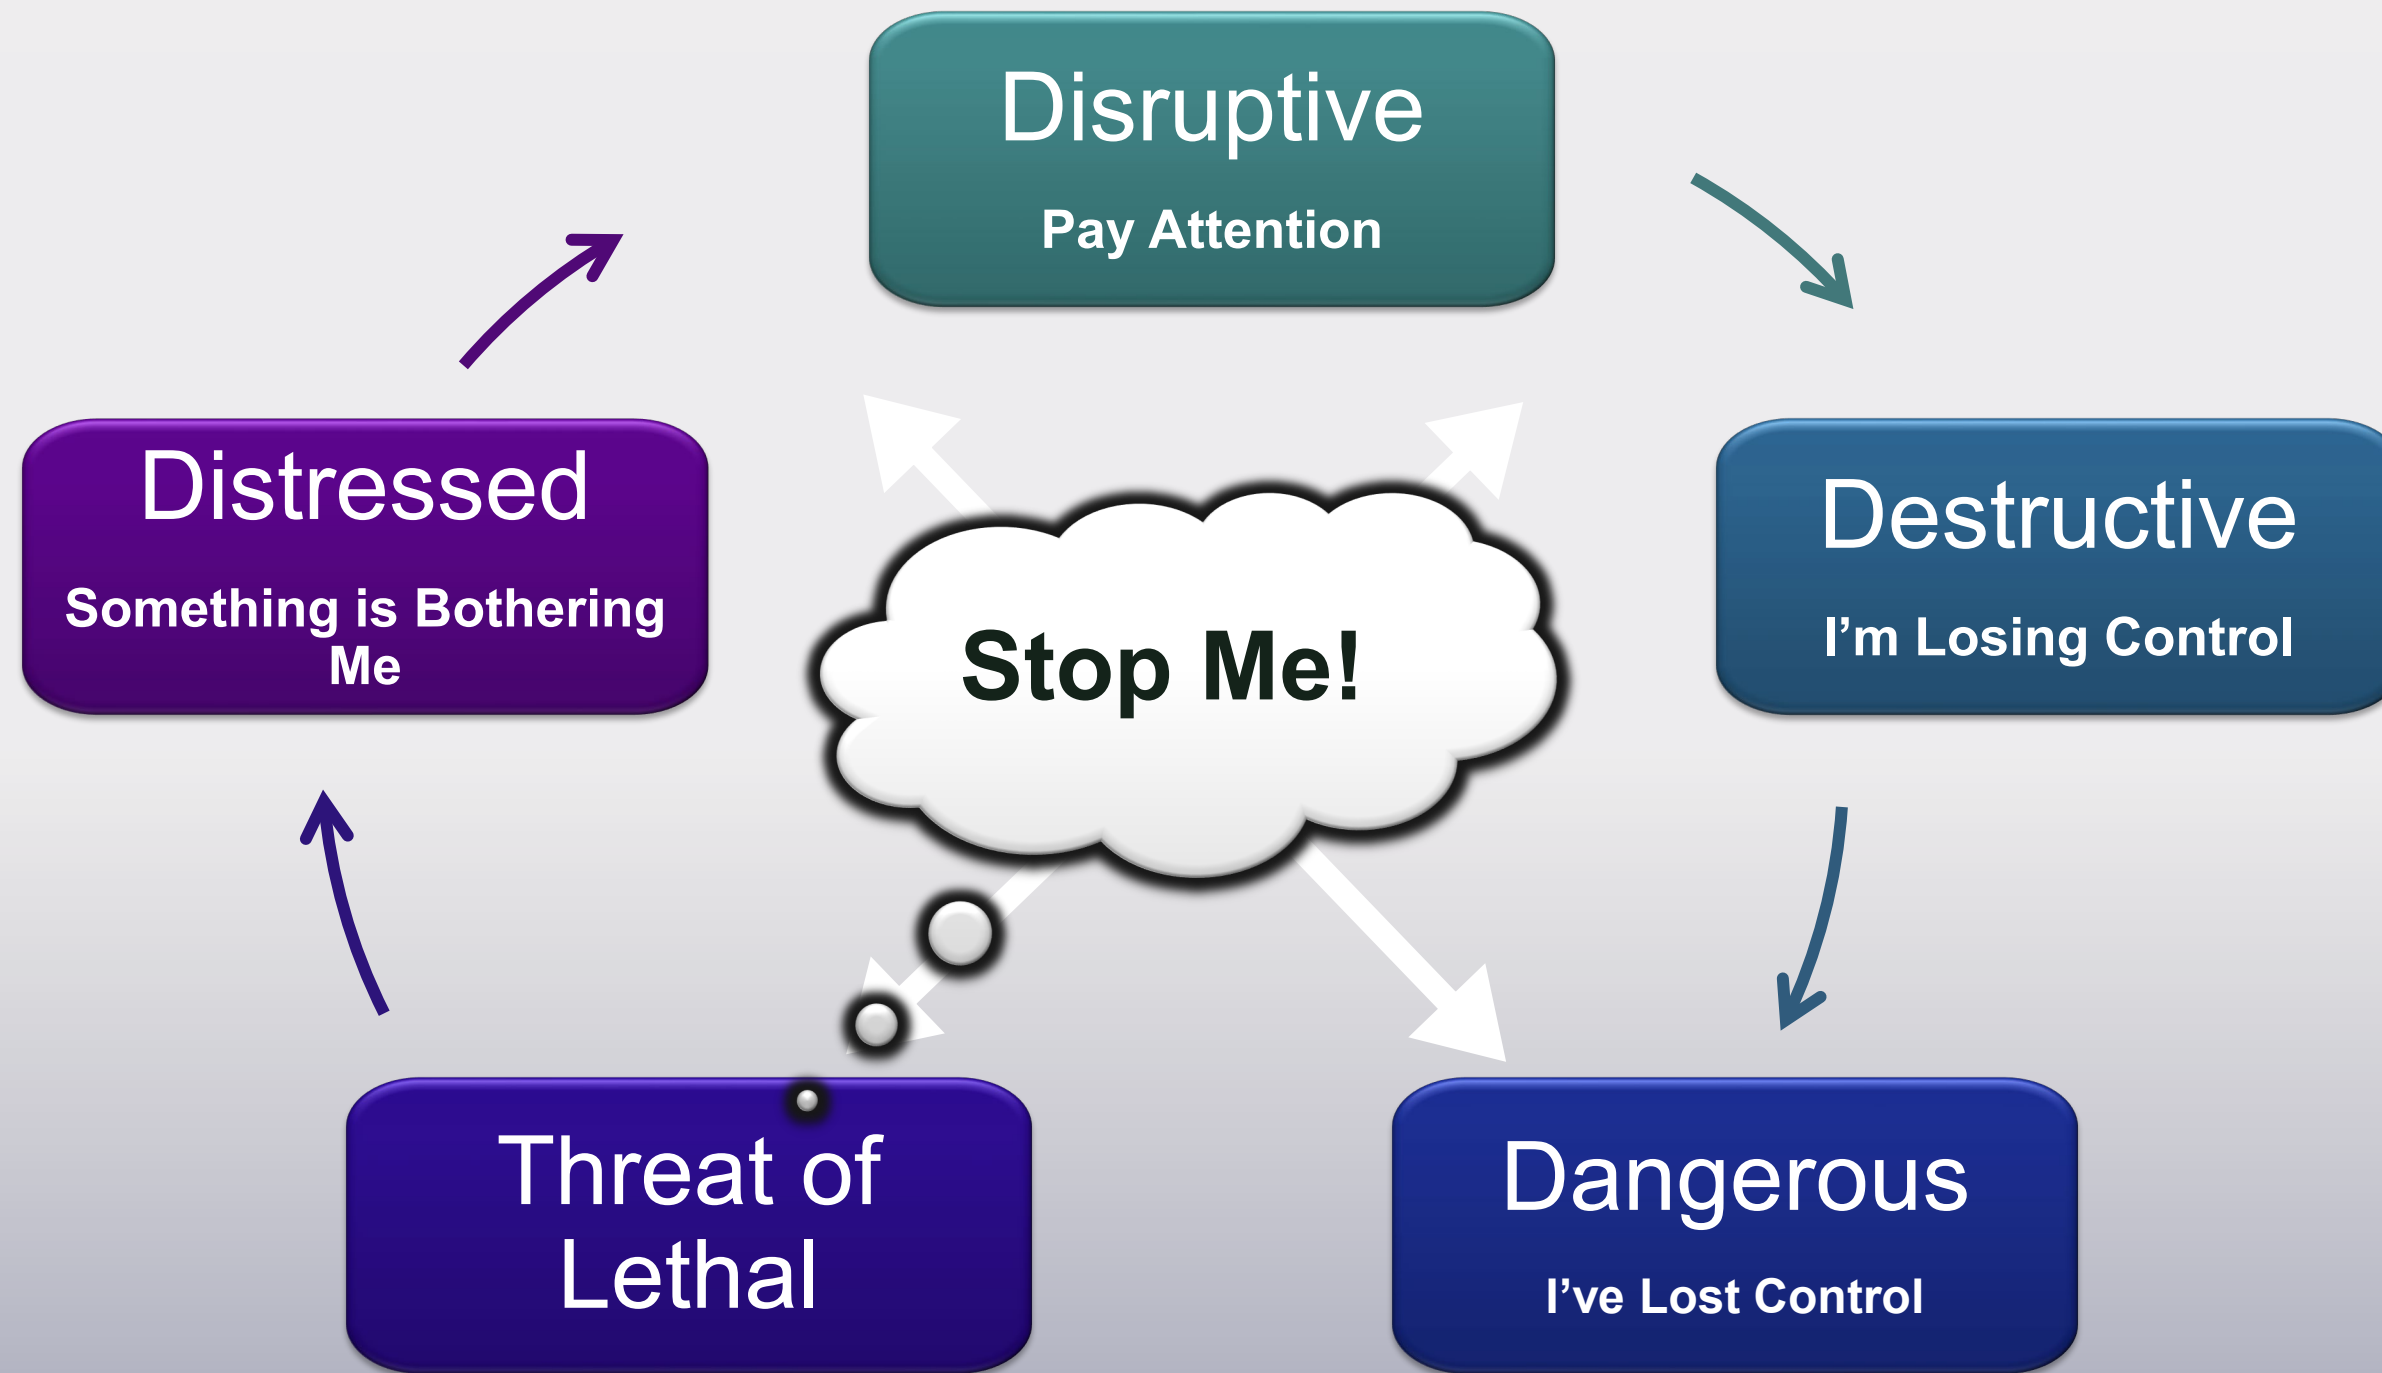 Disruptive
Pay Attention
Distressed
Something is Bothering
Me
Stop Me!
Destructive
I’m Losing Control
Threat of
Lethal
Dangerous
I’ve Lost Control